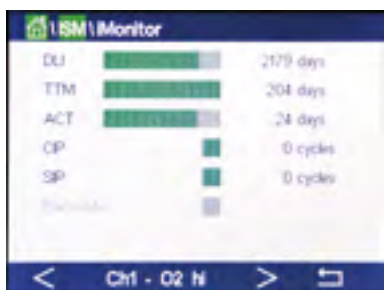 \ ISM \ iMonitor
DLI 2179 days
TTM 204 days
ACT 24 days
CIP 0 cycles
SIP 0 cycles
< Ch1 - O2 hi >